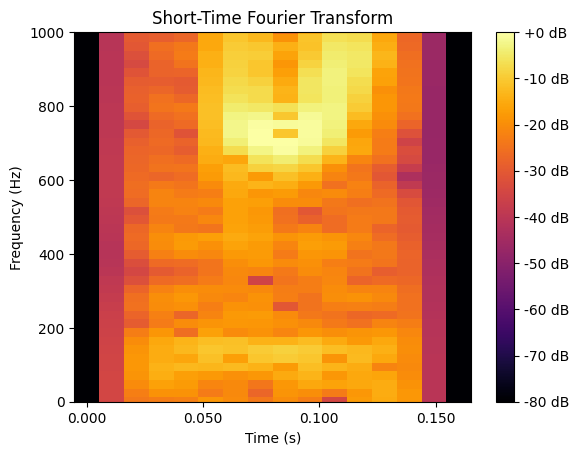 Short-Time Fourier Transform
1000
800
600
400
200
0
Frequency (Hz)
0.000
0.050
0.100
0.150
Time (s)
+0 dB
-10 dB
-20 dB
-30 dB
-40 dB
-50 dB
-60 dB
-70 dB
-80 dB